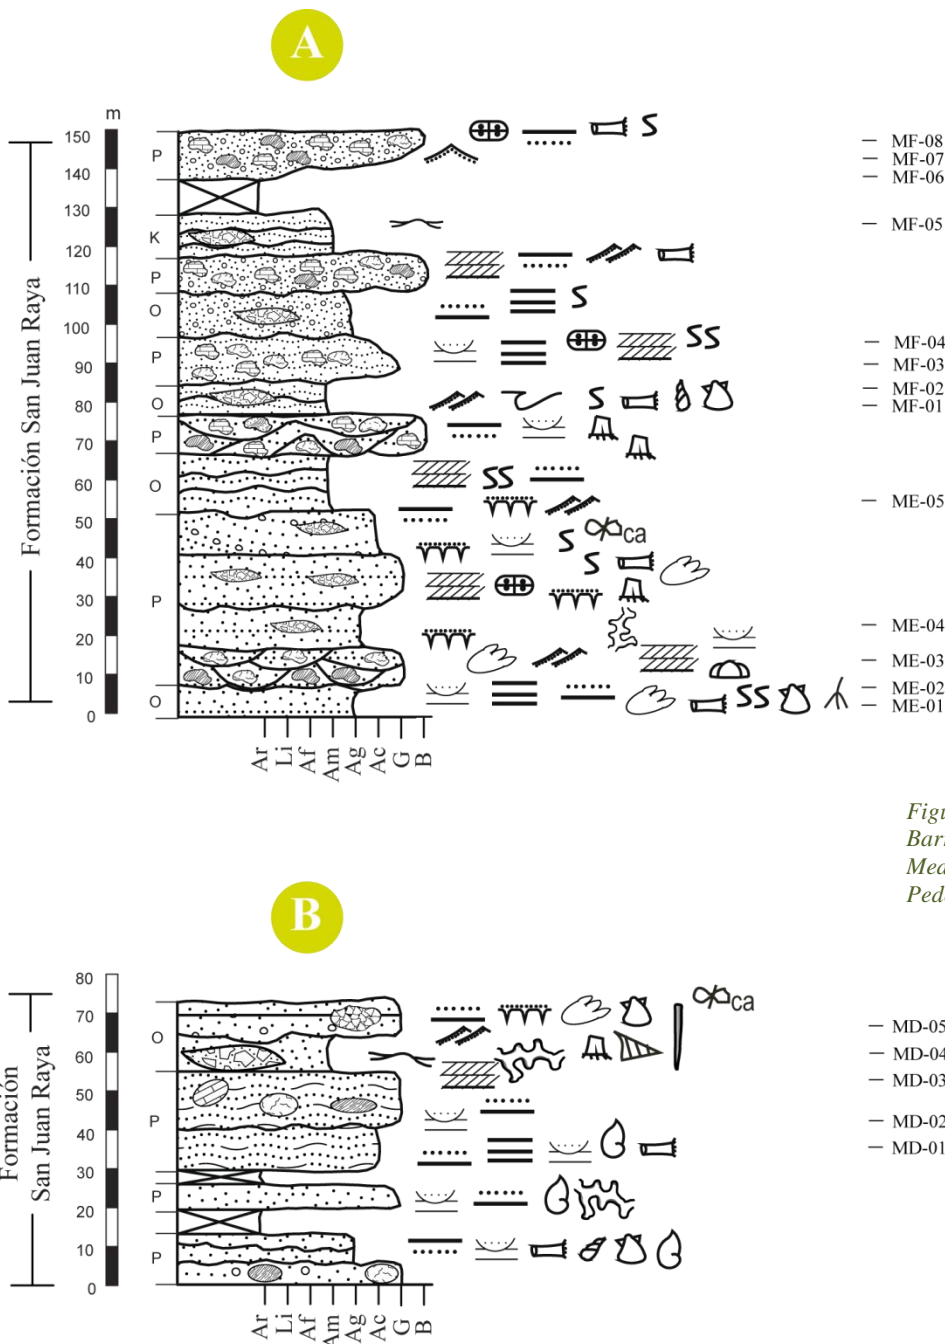 A
m
150
140
130
120
110
100
90
80
70
60
50
40
30
20
10
0
Formación San Juan Raya
P
K
P
O
P
O
P
O
P
O
ca
MF-08
MF-07
MF-06
MF-05
MF-04
MF-03
MF-02
MF-01
ME-05
ME-04
ME-03
ME-02
ME-01
Ar Li Af Am Ag Ac G B
B
80
70
60
50
40
30
20
10
0
Formación
San Juan Raya
O
P
P
P
ca
MD-05
MD-04
MD-03
MD-02
MD-01
Ar Li Af Am Ag Ac G B